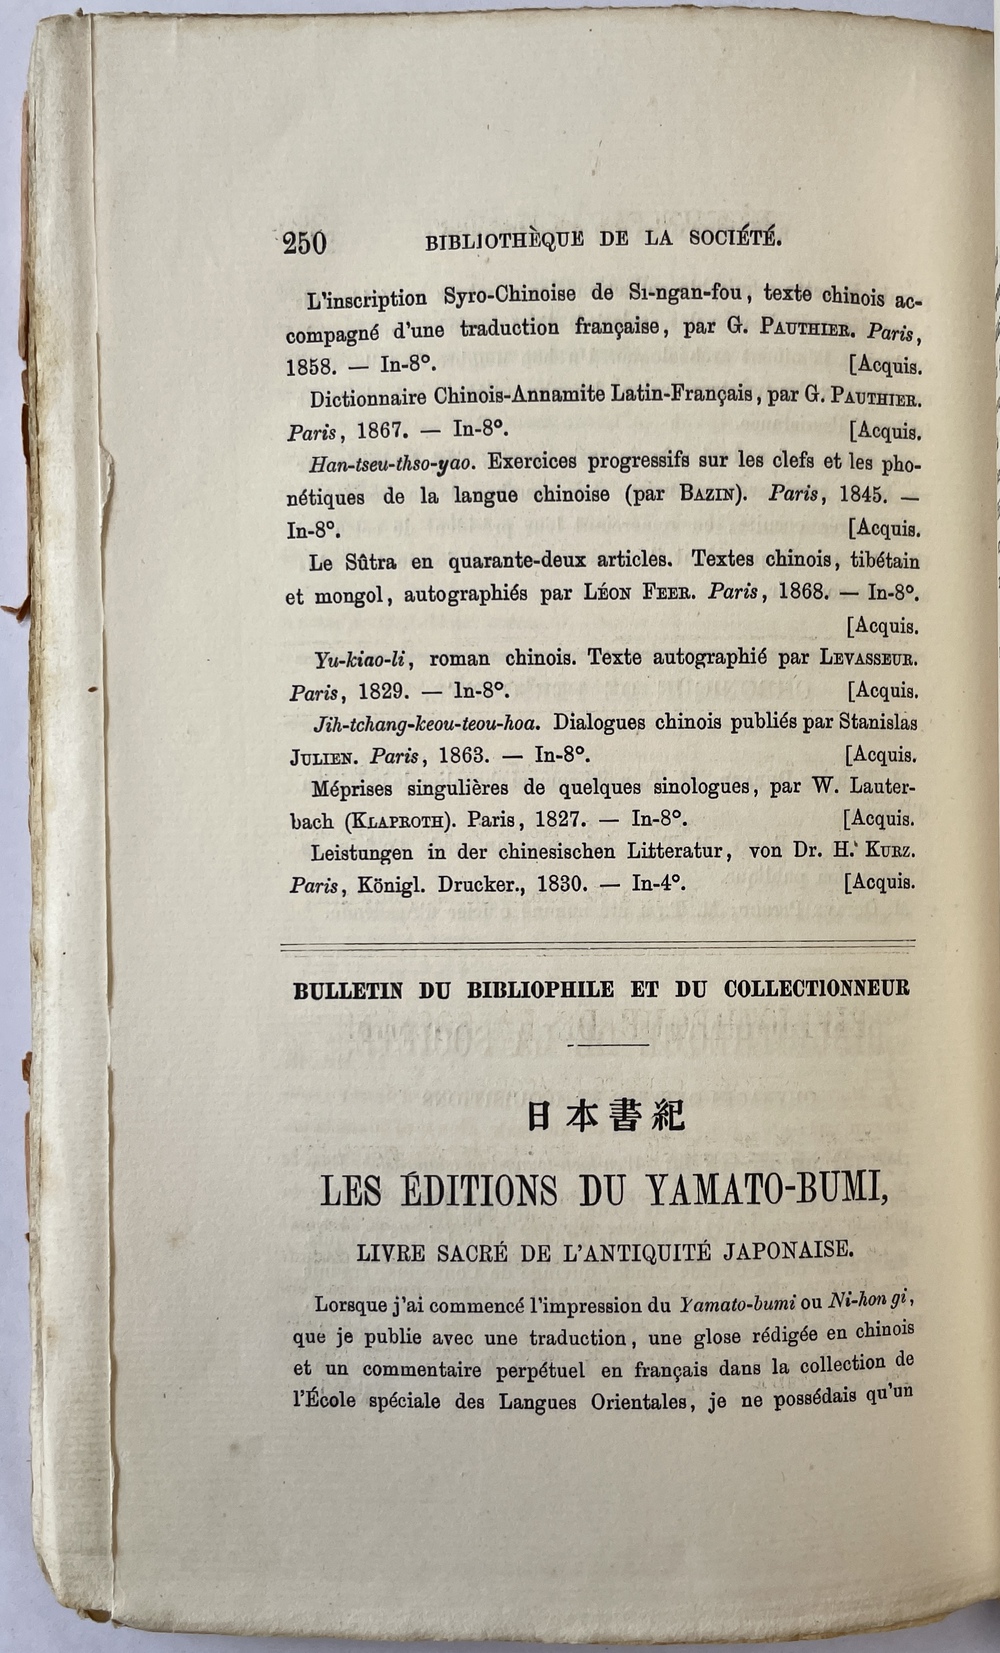 250 BIBLIOTHÈQUE DE LA SOCIÉTÉ.
L'inscription Syro-Chinoise de Si-ngan-fou, texte chinois ac-
compagné d'une traduction française, par G. PAUTHIER. Paris,
1858. — In-8°. [Acquis.
Dictionnaire Chinois-Annamite Latin-Français, par G. PAUTHIER.
Paris, 1867. — In-8°. [Acquis.
Han-tseu-thso-yao. Exercices progressifs sur les clefs et les pho-
nétiques de la langue chinoise (par BAZIN). Paris, 1845. —
In-8°. [Acquis.
Le Sûtra en quarante-deux articles. Textes chinois, tibétain
et mongol, autographiés par LÉON FEER. Paris, 1868. — In-8°.
[Acquis.
Yu-kiao-li, roman chinois. Texte autographié par LEVASSEUR.
Paris, 1829. — In-8°. [Acquis.
Jih-tchang-keou-teou-hoa. Dialogues chinois publiés par Stanislas
JULIEN. Paris, 1863. — In-8°. [Acquis.
Méprises singulières de quelques sinologues, par W. Lauter-
bach (KLAPROTH). Paris, 1827. — In-8°. [Acquis.
Leistungen in der chinesischen Litteratur, von Dr. H. KURZ.
Paris, Königl. Drucker., 1830. — In-4°. [Acquis.
BULLETIN DU BIBLIOPHILE ET DU COLLECTIONNEUR
日本書紀
LES ÉDITIONS DU YAMATO-BUMI,
LIVRE SACRÉ DE L'ANTIQUITÉ JAPONAISE.
Lorsque j'ai commencé l'impression du Yamato-bumi ou Ni-hon gi,
que je publie avec une traduction, une glose rédigée en chinois
et un commentaire perpétuel en français dans la collection de
l'École spéciale des Langues Orientales, je ne possédais qu'un